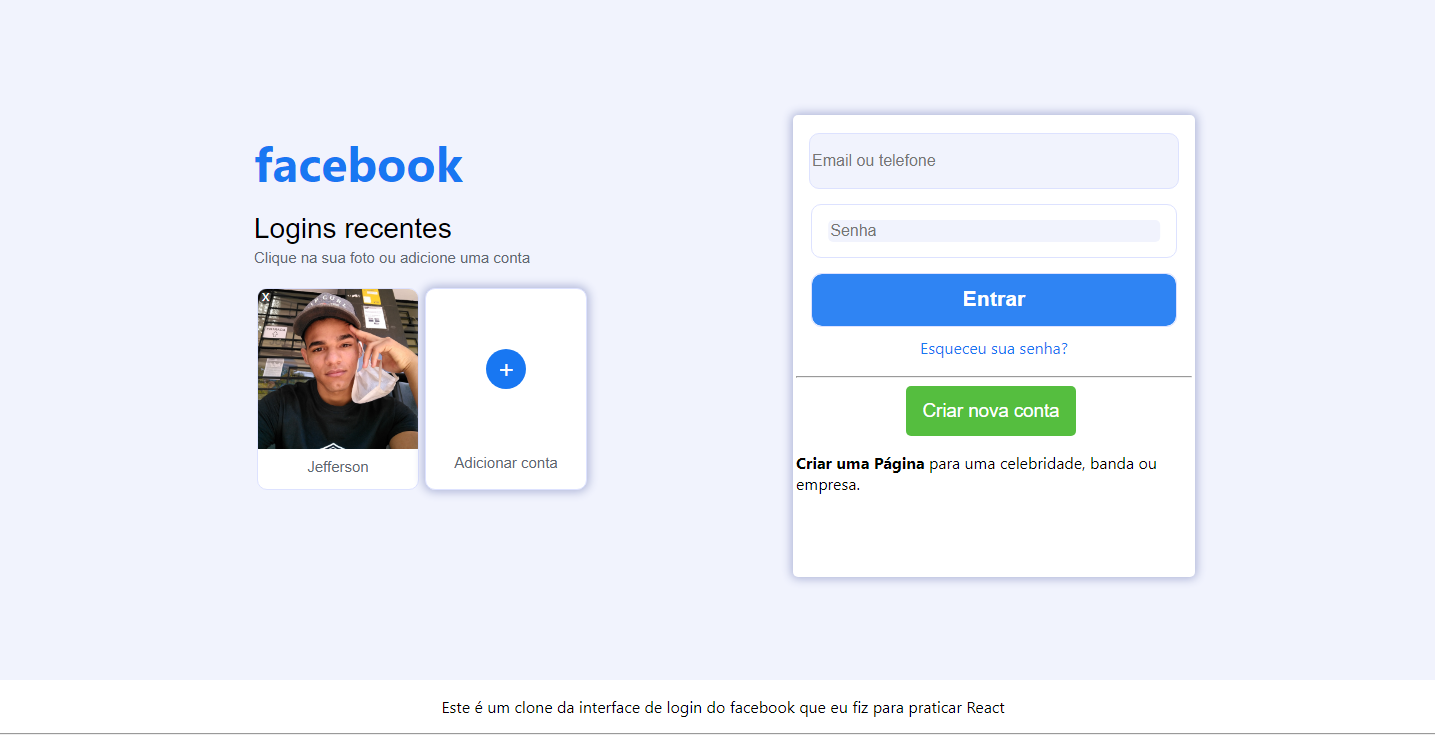 facebook
Logins recentes
Clique na sua foto ou adicione uma conta
X
Jefferson
+
Adicionar conta
Email ou telefone
Senha
Entrar
Esqueceu sua senha?
Criar nova conta
Criar uma Página para uma celebridade, banda ou
empresa.
Este é um clone da interface de login do facebook que eu fiz para praticar React